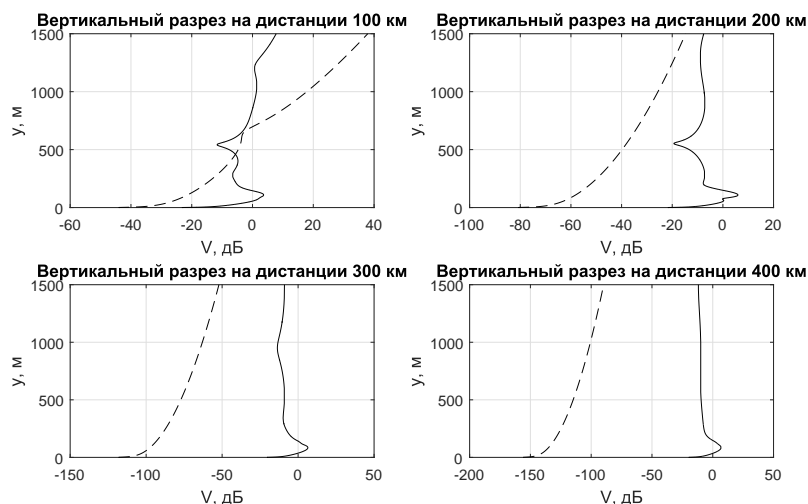 Вертикальный разрез на дистанции 100 км
1500
1000
500
0
y, м
-60 -40 -20 0 20 40
V, дБ
Вертикальный разрез на дистанции 200 км
1500
1000
500
0
y, м
-100 -80 -60 -40 -20 0 20
V, дБ
Вертикальный разрез на дистанции 300 км
1500
1000
500
0
y, м
-150 -100 -50 0 50
V, дБ
Вертикальный разрез на дистанции 400 км
1500
1000
500
0
y, м
-200 -150 -100 -50 0 50
V, дБ